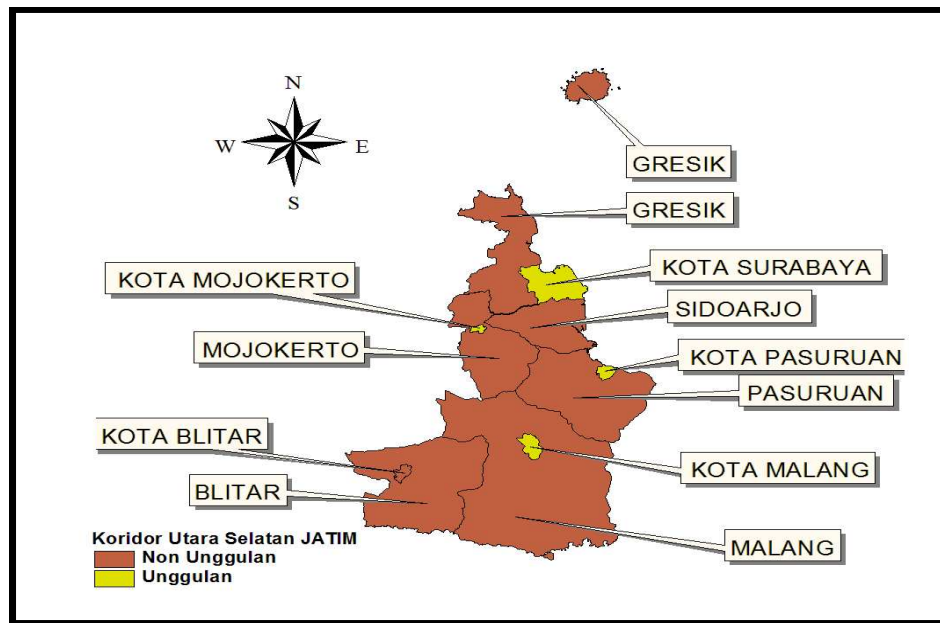 N
W
E
S
GRESIK
GRESIK
KOTA MOJOKERTO
KOTA SURABAYA
SIDOARJO
MOJOKERTO
KOTA PASURUAN
PASURUAN
KOTA BLITAR
KOTA MALANG
BLITAR
MALANG
Koridor Utara Selatan JATIM
Non Unggulan
Unggulan